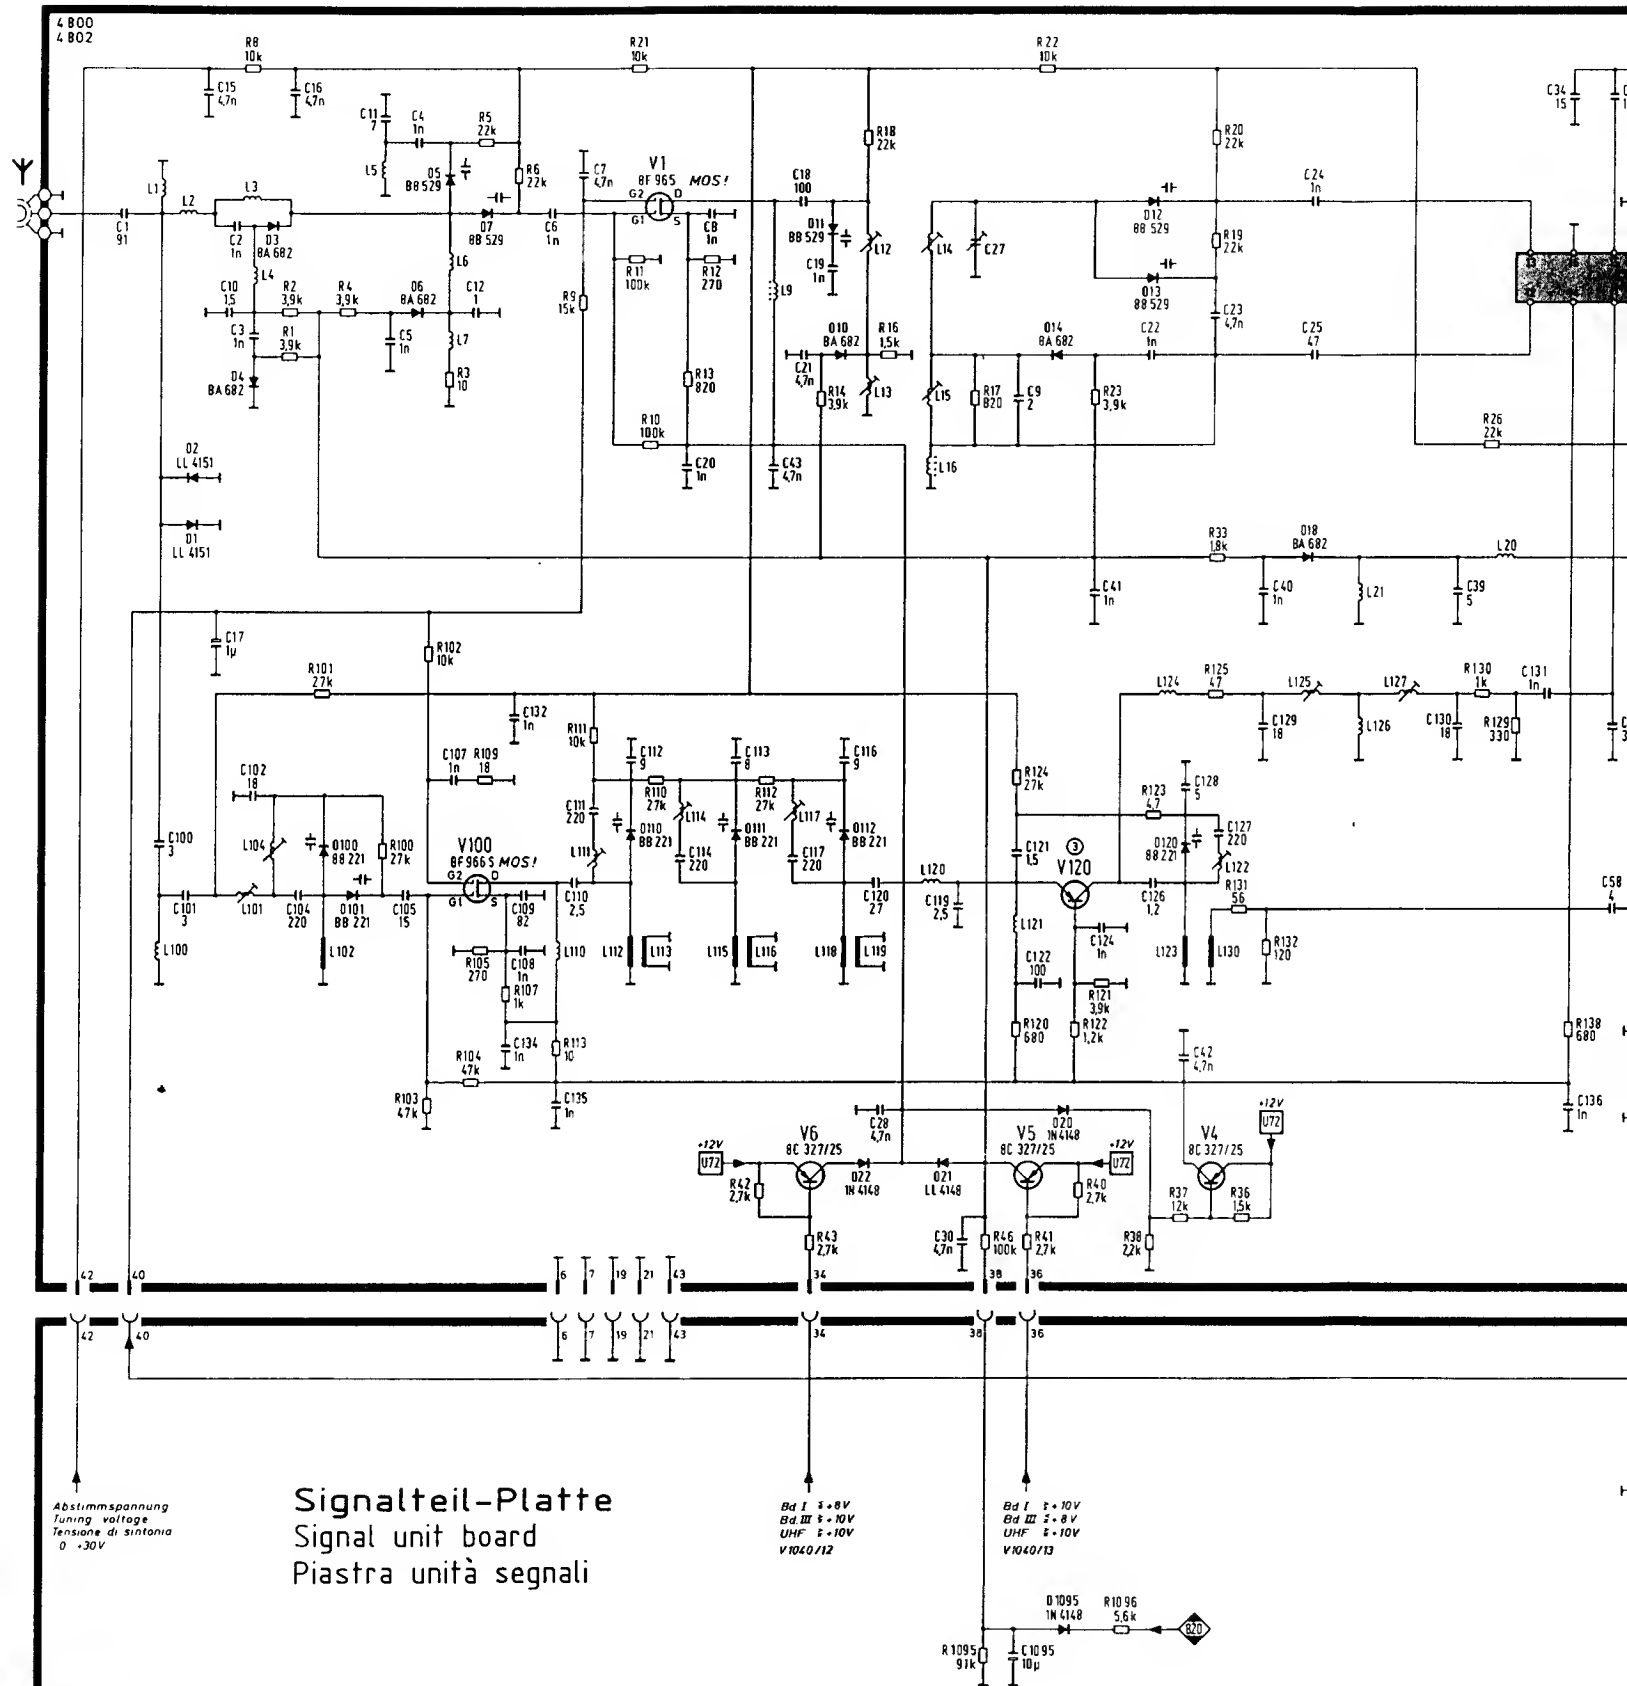 4 B00
4 B02
R8
10k
R21
10k
R22
10k
C15
4,7n
C16
4,7n
C11
7
C4
1n
R5
22k
R18
22k
R20
22k
C34
15
L5
D5
BB 529
R6
22k
C7
4,7n
V1
BF 965 MOS!
C18
100
C24
1n
L1
L3
L2
G2
D
G1
S
C1
91
C2
1n
D3
BA 682
D7
BB 529
C6
1n
C8
1n
D11
BB 529
L12
L14
C27
D12
BB 529
R19
22k
L4
L6
R11
100k
R12
270
C19
1n
D13
BB 529
13
16
12
14
C10
1,5
R2
3,9k
R4
3,9k
D6
BA 682
C12
1
R9
15k
L9
C23
4,7n
C3
1n
R1
3,9k
C5
1n
L7
D10
BA 682
R16
1,5k
D14
BA 682
C22
1n
C25
47
D4
BA 682
R3
10
R13
820
C21
4,7n
R14
3,9k
L13
L15
R17
820
C9
2
R23
3,9k
R10
100k
R26
22k
D2
LL 4151
C20
1n
C43
4,7n
L16
D1
LL 4151
R33
1,8k
D18
BA 682
L20
C41
1n
C40
1n
L21
C39
5
C17
1µ
R102
10k
R101
27k
L124
R125
47
L125
L127
R130
1k
C131
1n
C132
1n
R111
10k
C129
18
L126
C130
18
R129
330
C112
9
C113
8
C116
9
C107
1n
R109
18
C102
18
C111
220
R110
27k
L114
R112
27k
L117
R124
27k
R123
4,7
C128
5
C100
3
L104
D100
BB 221
R100
27k
V100
BF 966 S MOS!
D110
BB 221
D111
BB 221
D112
BB 221
C121
1,5
3
V120
D120
BB 221
C127
220
L111
C114
220
C117
220
L120
L122
G2
D
G1
S
C101
3
L101
C104
220
D101
BB 221
C105
15
C109
82
C110
2,5
C120
27
C119
2,5
C126
1,2
R131
56
C58
4
L100
L102
R105
270
C108
1n
L110
L112
L113
L115
L116
L118
L119
L121
C124
1n
L123
L130
R132
120
C122
100
R107
1k
R121
3,9k
C134
1n
R113
10
R120
680
R122
1,2k
R138
680
R104
47k
C42
4,7n
R103
47k
C135
1n
C136
1n
C28
4,7n
D20
1N 4148
+12V
U72
V6
BC 327/25
V5
BC 327/25
V4
BC 327/25
+12V
U72
+12V
U72
R42
2,7k
D22
1N 4148
D21
LL 4148
R40
2,7k
R37
12k
R36
1,5k
R43
2,7k
C30
4,7n
R46
100k
R41
2,7k
R38
2,2k
42
40
6
7
19
21
43
34
38
36
42
40
6
7
19
21
43
34
38
36
Abstimmspannung
Tuning voltage
Tensione di sintonia
0 +30V
Signalteil-Platte
Signal unit board
Piastra unità segnali
Bd I ≙ +8V
Bd. III ≙ +10V
UHF ≙ +10V
V1040/12
Bd I ≙ +10V
Bd III ≙ +8V
UHF ≙ +10V
V1040/13
D1095
1N 4148
R1096
5,6k
B20
R1095
91k
C1095
10µ